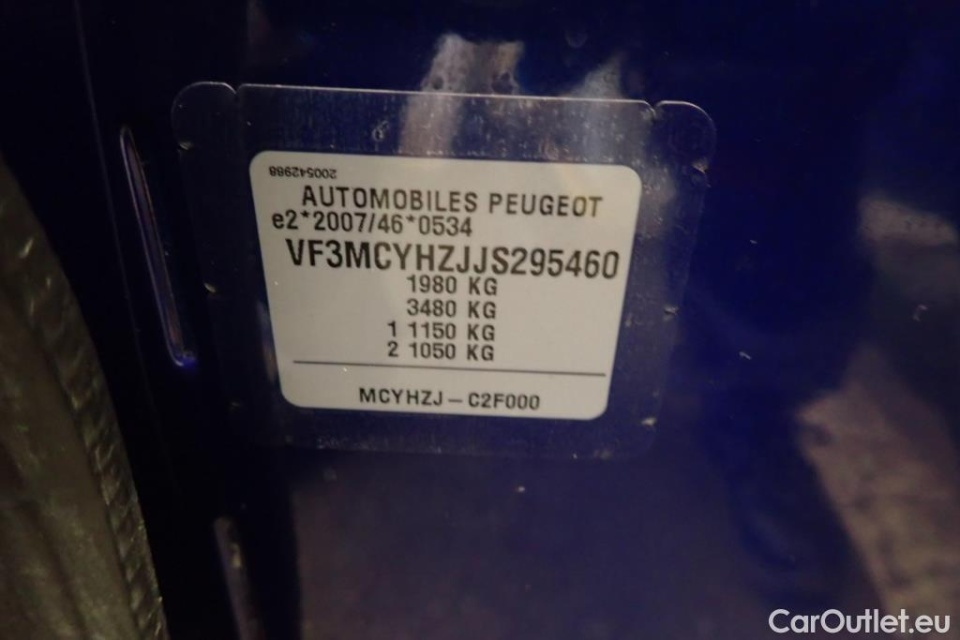 200542988
AUTOMOBILES PEUGEOT
e2*2007/46*0534
VF3MCYHZJJS295460
1980 KG
3480 KG
1 1150 KG
2 1050 KG
MCYHZJ – C2F000
CarOutlet.eu